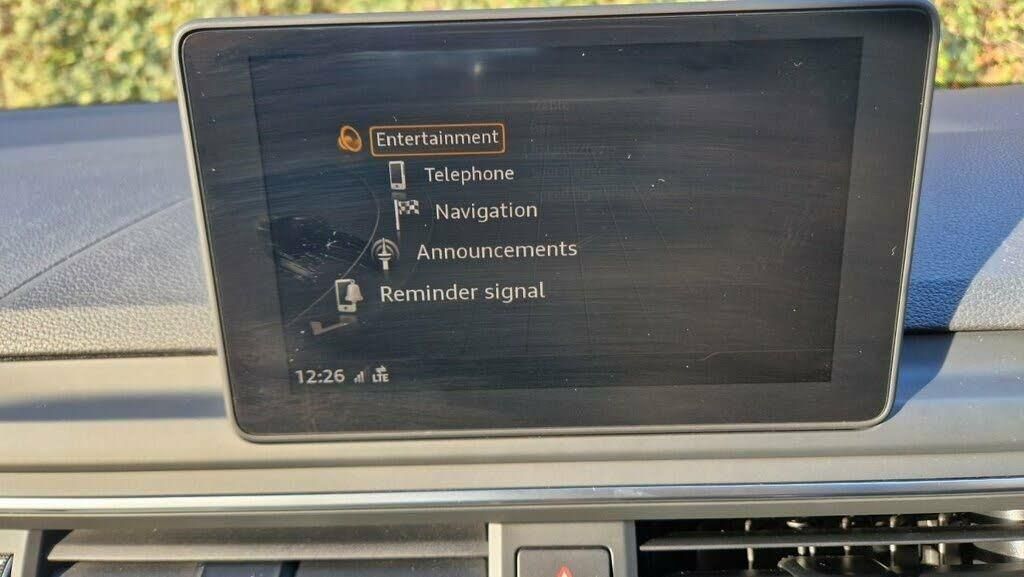 Entertainment
Telephone
Navigation
Announcements
Reminder signal
12:26 LTE